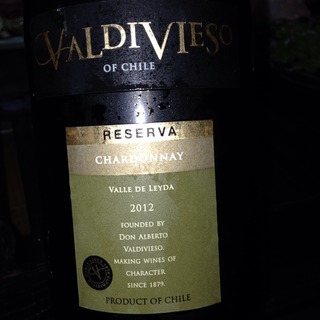 VALDIVIESO
OF CHILE
RESERVA
CHARDONNAY
VALLE DE LEYDA
2012
FOUNDED BY
DON ALBERTO
VALDIVIESO.
MAKING WINES OF
CHARACTER
SINCE 1879.
PRODUCT OF CHILE